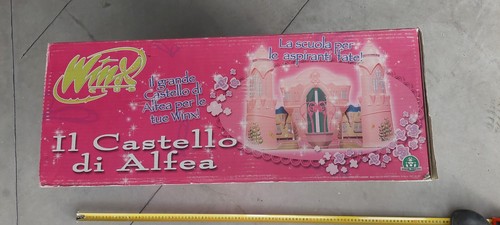 Winx
CLUB
Il grande
Castello di
Alfea per le
tue Winx!
La scuola per
le aspiranti fate!
Il Castello
di Alfea